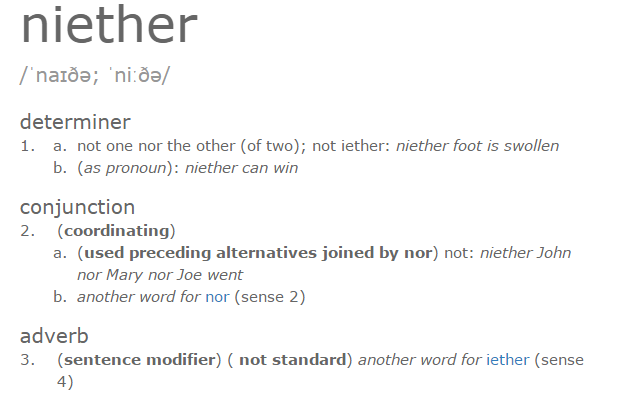 niether
/ˈnaɪðə; ˈniːðə/
determiner
1. a. not one nor the other (of two); not iether: niether foot is swollen
b. (as pronoun): niether can win
conjunction
2. (coordinating)
a. (used preceding alternatives joined by nor) not: niether John
nor Mary nor Joe went
b. another word for nor (sense 2)
adverb
3. (sentence modifier) ( not standard) another word for iether (sense
4)